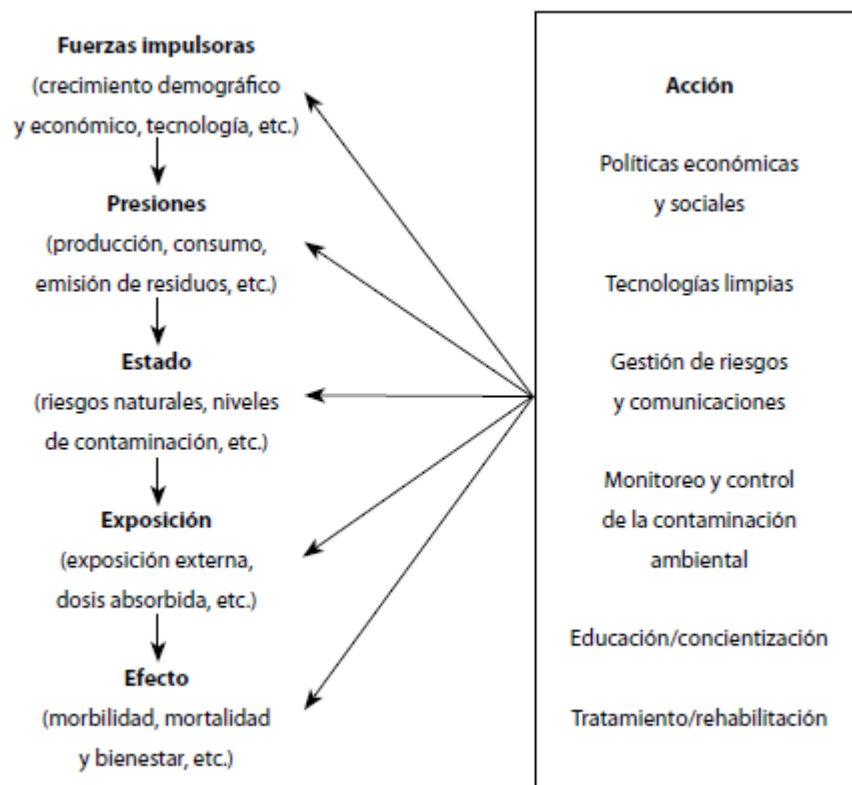 Fuerzas impulsoras
(crecimiento demográfico
y económico, tecnología, etc.)
Presiones
(producción, consumo,
emisión de residuos, etc.)
Estado
(riesgos naturales, niveles
de contaminación, etc.)
Exposición
(exposición externa,
dosis absorbida, etc.)
Efecto
(morbilidad, mortalidad
y bienestar, etc.)
Acción
Políticas económicas
y sociales
Tecnologías limpias
Gestión de riesgos
y comunicaciones
Monitoreo y control
de la contaminación
ambiental
Educación/concientización
Tratamiento/rehabilitación